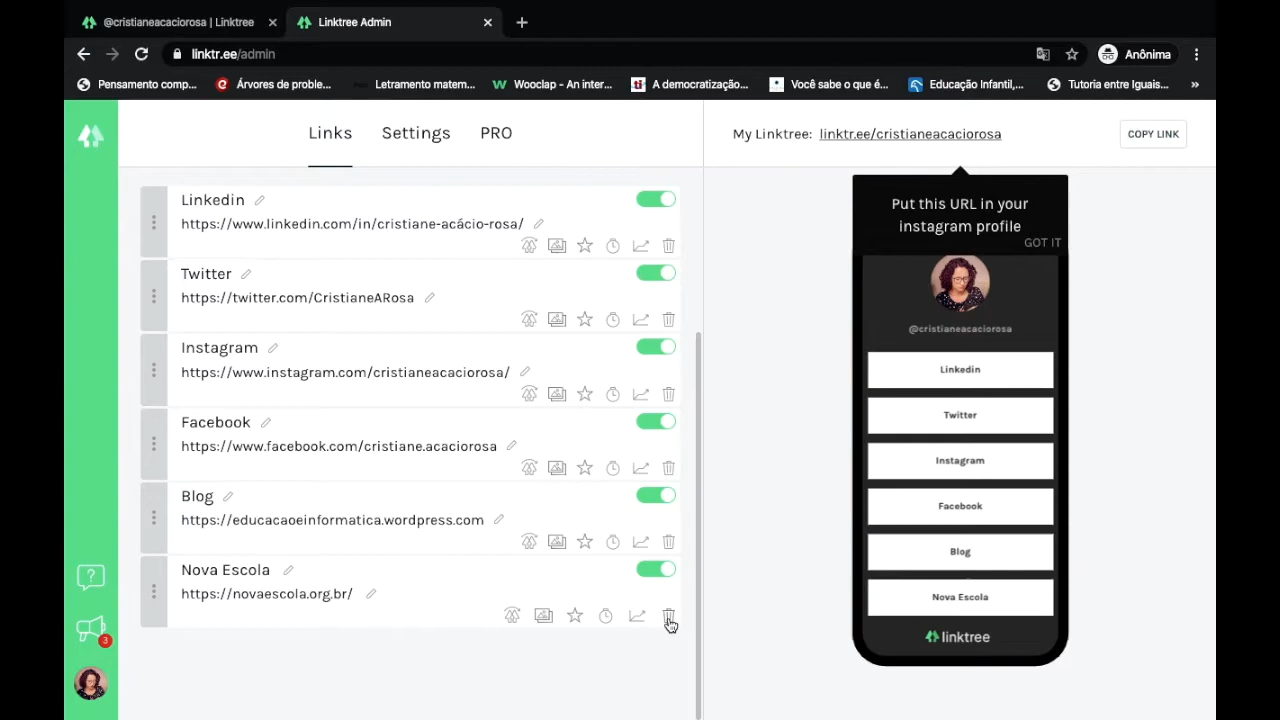 @cristianeacaciorosa | Linktree
Linktree Admin
linktr.ee/admin
Anônima
Pensamento comp...
Árvores de proble...
Letramento matem...
Wooclap - An inter...
A democratização...
Você sabe o que é...
Educação Infantil,...
Tutoria entre Iguais...
»
Links
Settings
PRO
My Linktree: linktr.ee/cristianeacaciorosa
COPY LINK
Linkedin
https://www.linkedin.com/in/cristiane-acácio-rosa/
Twitter
https://twitter.com/CristianeARosa
Instagram
https://www.instagram.com/cristianeacaciorosa/
Facebook
https://www.facebook.com/cristiane.acaciorosa
Blog
https://educacaoeinformatica.wordpress.com
Nova Escola
https://novaescola.org.br/
3
Put this URL in your
instagram profile
GOT IT
@cristianeacaciorosa
Linkedin
Twitter
Instagram
Facebook
Blog
Nova Escola
linktree